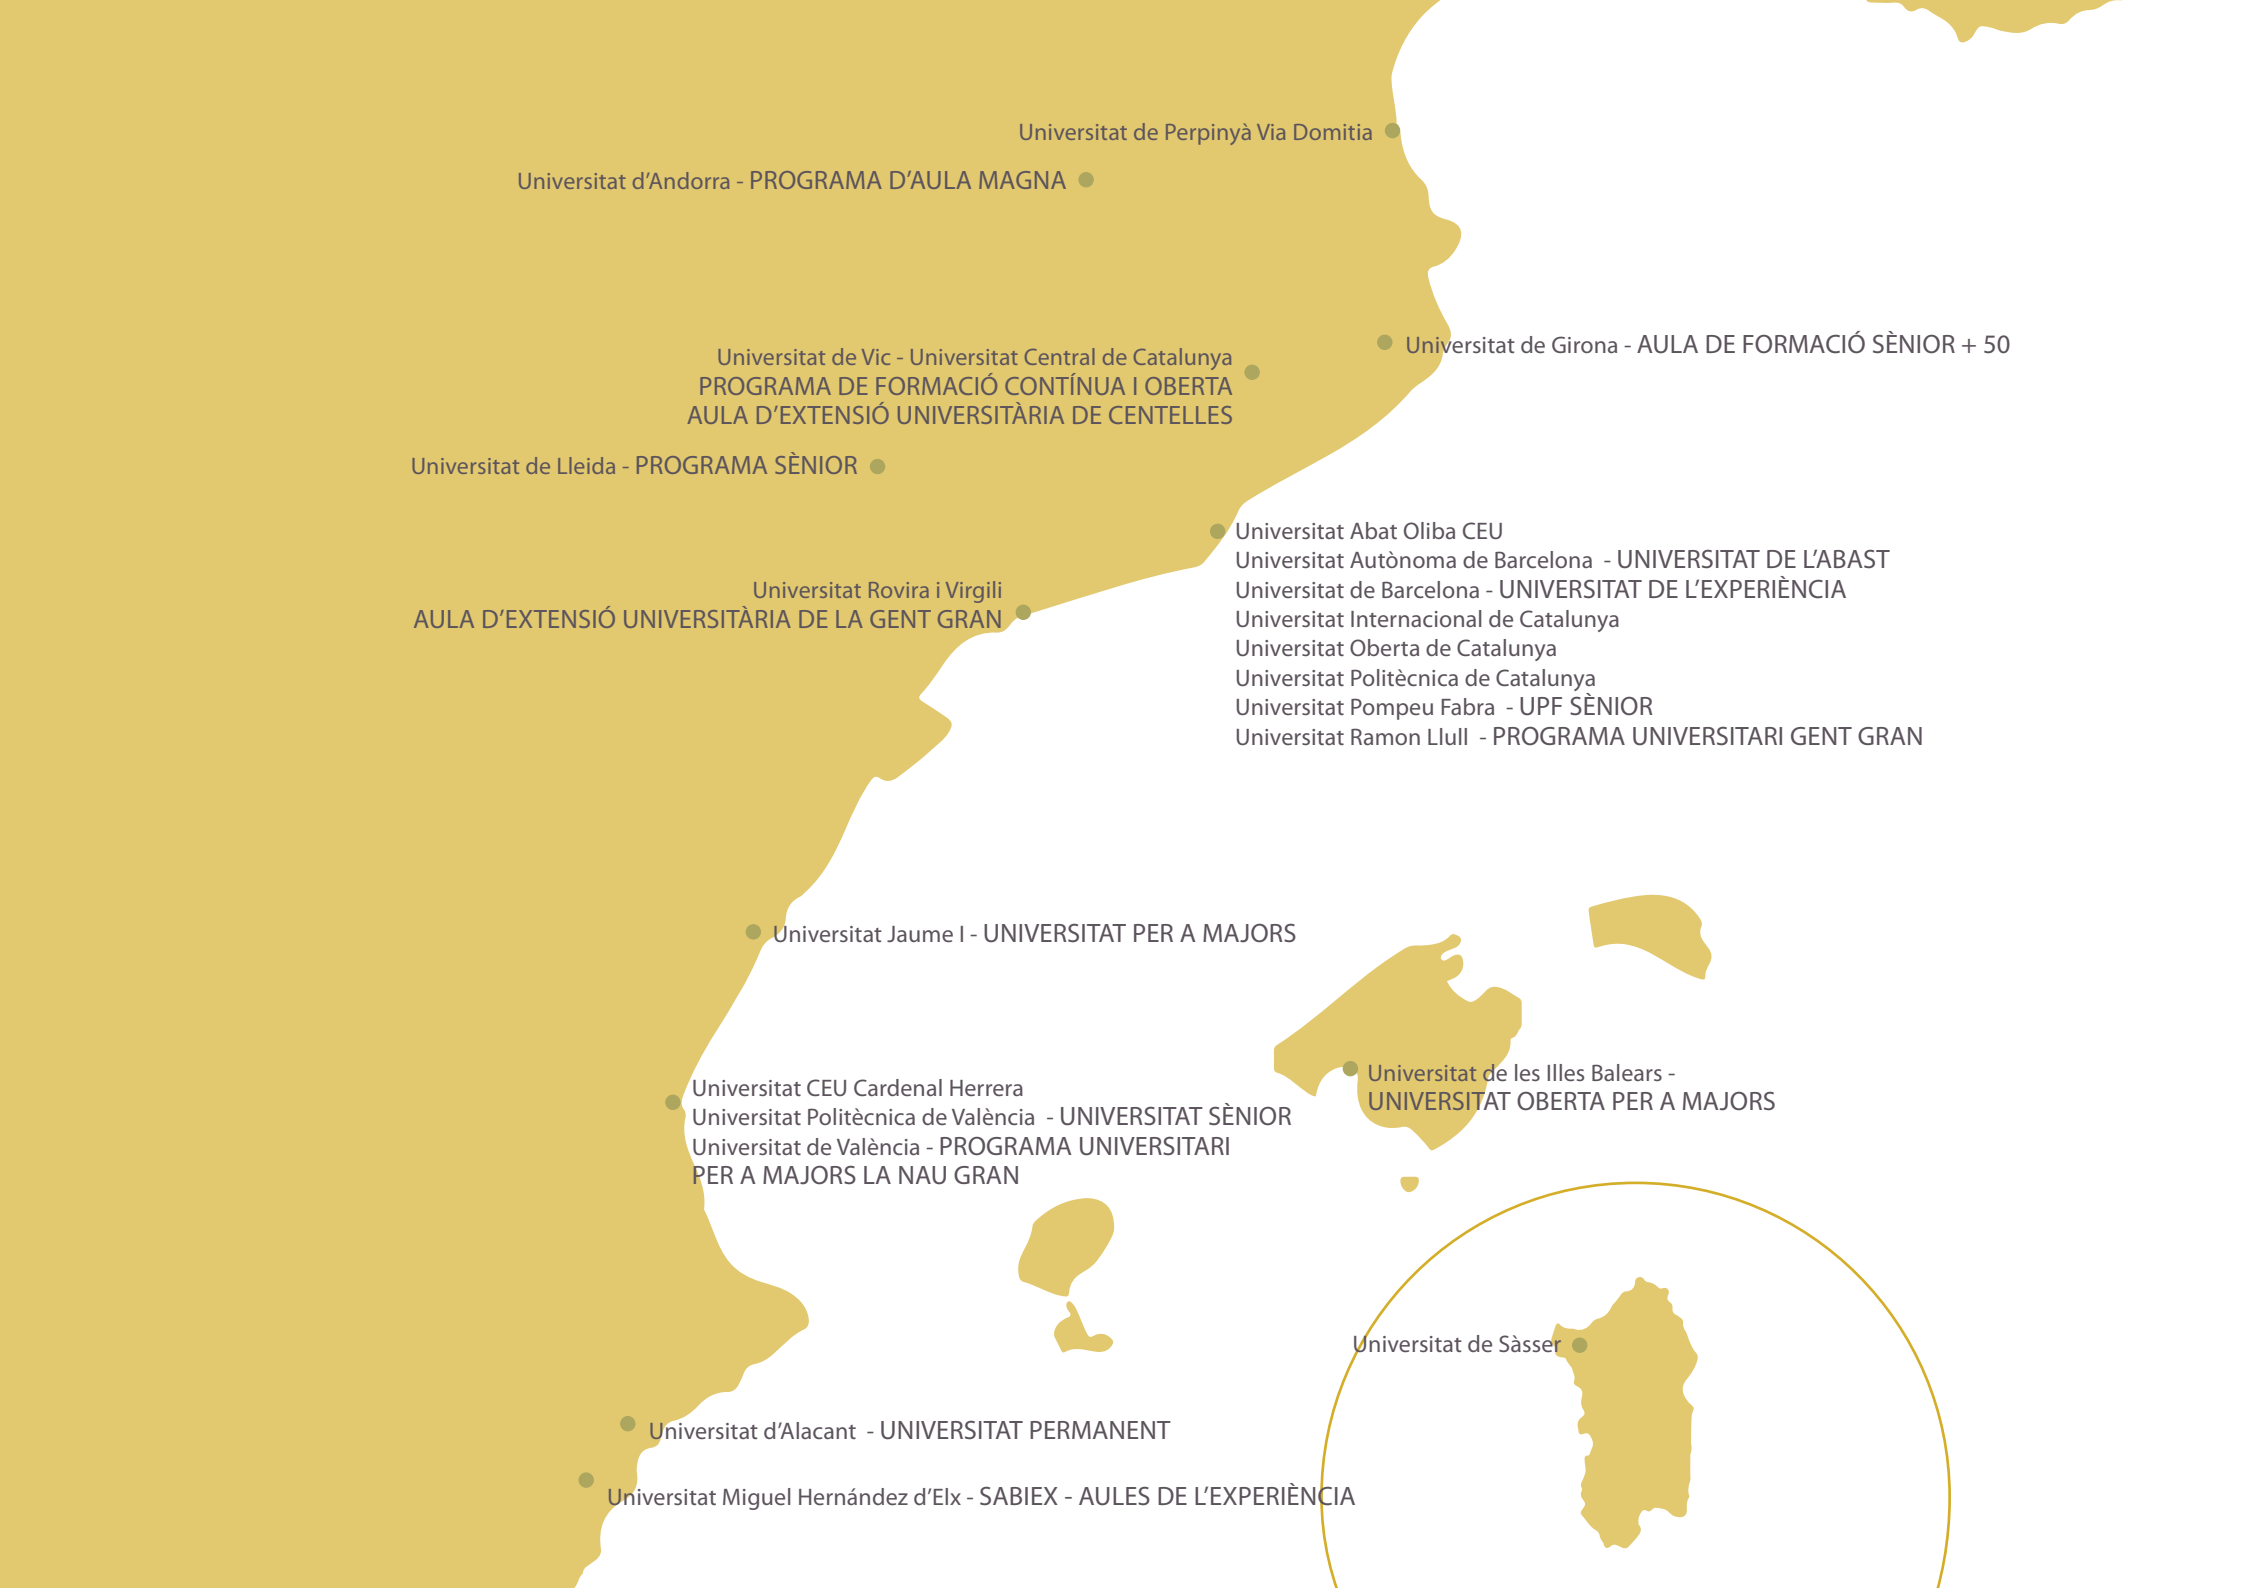 Universitat de Perpinyà Via Domitia
Universitat d’Andorra - PROGRAMA D’AULA MAGNA
Universitat de Girona - AULA DE FORMACIÓ SÈNIOR + 50
Universitat de Vic - Universitat Central de Catalunya
PROGRAMA DE FORMACIÓ CONTÍNUA I OBERTA
AULA D’EXTENSIÓ UNIVERSITÀRIA DE CENTELLES
Universitat de Lleida - PROGRAMA SÈNIOR
Universitat Abat Oliba CEU
Universitat Autònoma de Barcelona - UNIVERSITAT DE L’ABAST
Universitat de Barcelona - UNIVERSITAT DE L’EXPERIÈNCIA
Universitat Internacional de Catalunya
Universitat Oberta de Catalunya
Universitat Politècnica de Catalunya
Universitat Pompeu Fabra - UPF SÈNIOR
Universitat Ramon Llull - PROGRAMA UNIVERSITARI GENT GRAN
Universitat Rovira i Virgili
AULA D’EXTENSIÓ UNIVERSITÀRIA DE LA GENT GRAN
Universitat Jaume I - UNIVERSITAT PER A MAJORS
Universitat de les Illes Balears -
UNIVERSITAT OBERTA PER A MAJORS
Universitat CEU Cardenal Herrera
Universitat Politècnica de València - UNIVERSITAT SÈNIOR
Universitat de València - PROGRAMA UNIVERSITARI
PER A MAJORS LA NAU GRAN
Universitat de Sàsser
Universitat d’Alacant - UNIVERSITAT PERMANENT
Universitat Miguel Hernández d’Elx - SABIEX - AULES DE L’EXPERIÈNCIA